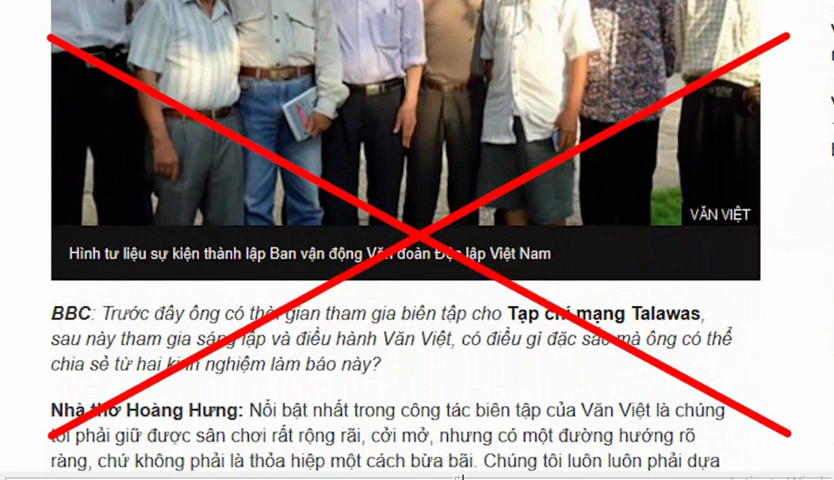 VĂN VIỆT
Hình tư liệu sự kiện thành lập Ban vận động Văn đoàn Độc lập Việt Nam
BBC: Trước đây ông có thời gian tham gia biên tập cho Tạp chí mạng Talawas,
sau này tham gia sáng lập và điều hành Văn Việt, có điều gì đặc sắc mà ông có thể
chia sẻ từ hai kinh nghiệm làm báo này?
Nhà thơ Hoàng Hưng: Nổi bật nhất trong công tác biên tập của Văn Việt là chúng
tôi phải giữ được sân chơi rất rộng rãi, cởi mở, nhưng có một đường hướng rõ
ràng, chứ không phải là thỏa hiệp một cách bừa bãi. Chúng tôi luôn luôn phải dựa